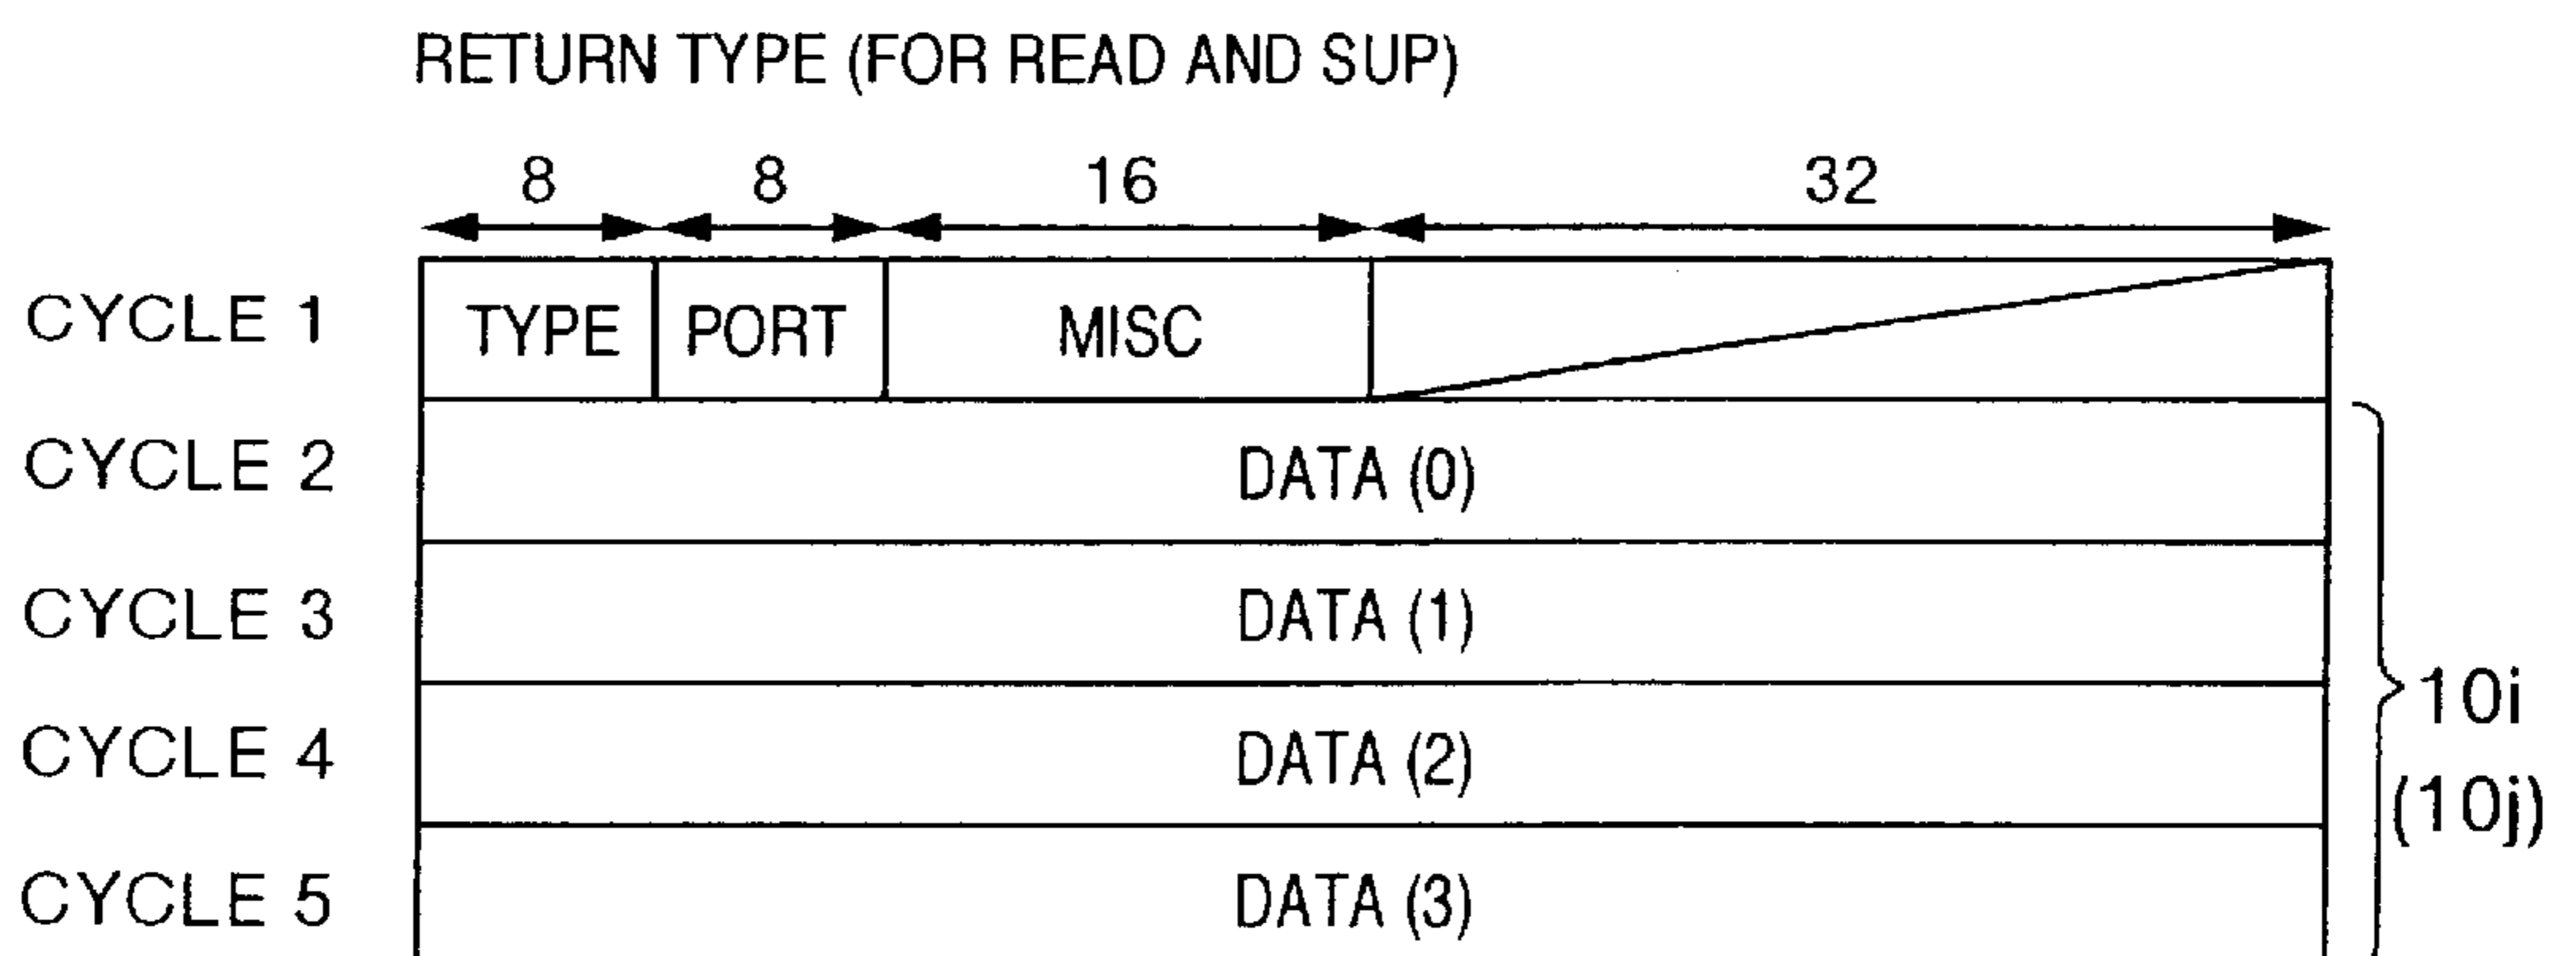 RETURN TYPE (FOR READ AND SUP)
8 8 16 32
CYCLE 1 TYPE PORT MISC
CYCLE 2 DATA (0)
CYCLE 3 DATA (1)
10i
CYCLE 4 DATA (2)
(10j)
CYCLE 5 DATA (3)